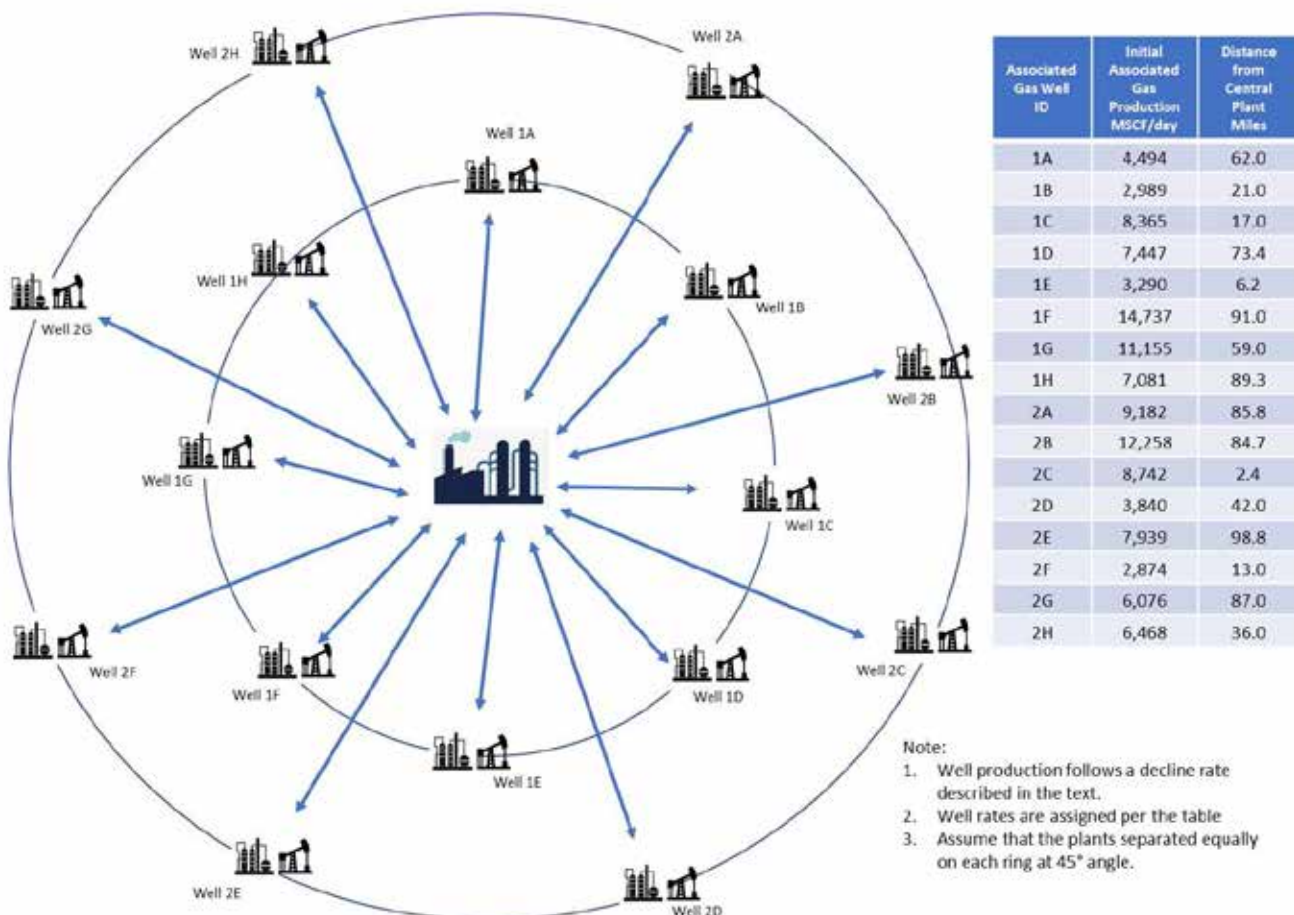 Well 2H
Well 2A
Well 1A
Well 1H
Well 1B
Well 2G
Well 2B
Well 1G
Well 1C
Well 2F
Well 2C
Well 1F
Well 1D
Well 1E
Well 2E
Well 2D
Associated Gas Well ID Initial Associated Gas Production MSCF/day Distance from Central Plant Miles
1A 4,494 62.0
1B 2,989 21.0
1C 8,365 17.0
1D 7,447 73.4
1E 3,290 6.2
1F 14,737 91.0
1G 11,155 59.0
1H 7,081 89.3
2A 9,182 85.8
2B 12,258 84.7
2C 8,742 2.4
2D 3,840 42.0
2E 7,939 98.8
2F 2,874 13.0
2G 6,076 87.0
2H 6,468 36.0
Note:
1. Well production follows a decline rate
described in the text.
2. Well rates are assigned per the table
3. Assume that the plants separated equally
on each ring at 45° angle.